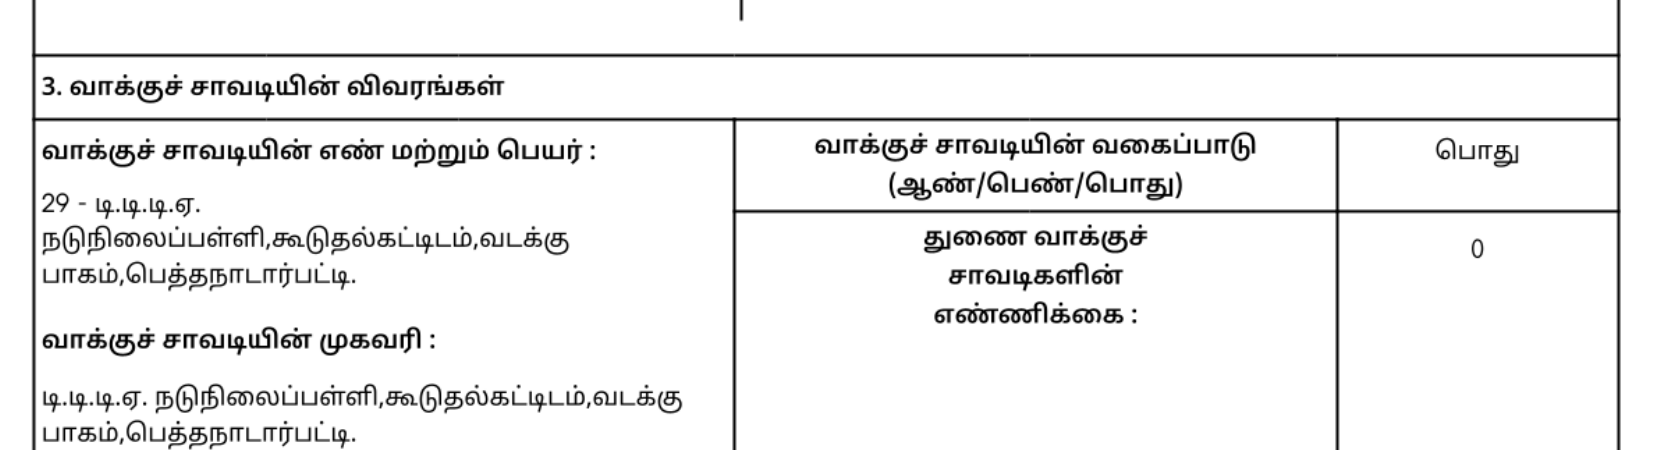 3. வாக்குச் சாவடியின் விவரங்கள்
வாக்குச் சாவடியின் எண் மற்றும் பெயர் :
29 - டி.டி.டி.ஏ.
நடுநிலைப்பள்ளி,கூடுதல்கட்டிடம்,வடக்கு
பாகம்,பெத்தநாடார்பட்டி.
வாக்குச் சாவடியின் முகவரி :
டி.டி.டி.ஏ. நடுநிலைப்பள்ளி,கூடுதல்கட்டிடம்,வடக்கு
பாகம்,பெத்தநாடார்பட்டி.
வாக்குச் சாவடியின் வகைப்பாடு
(ஆண்/பெண்/பொது)
பொது
துணை வாக்குச்
சாவடிகளின்
எண்ணிக்கை :
0